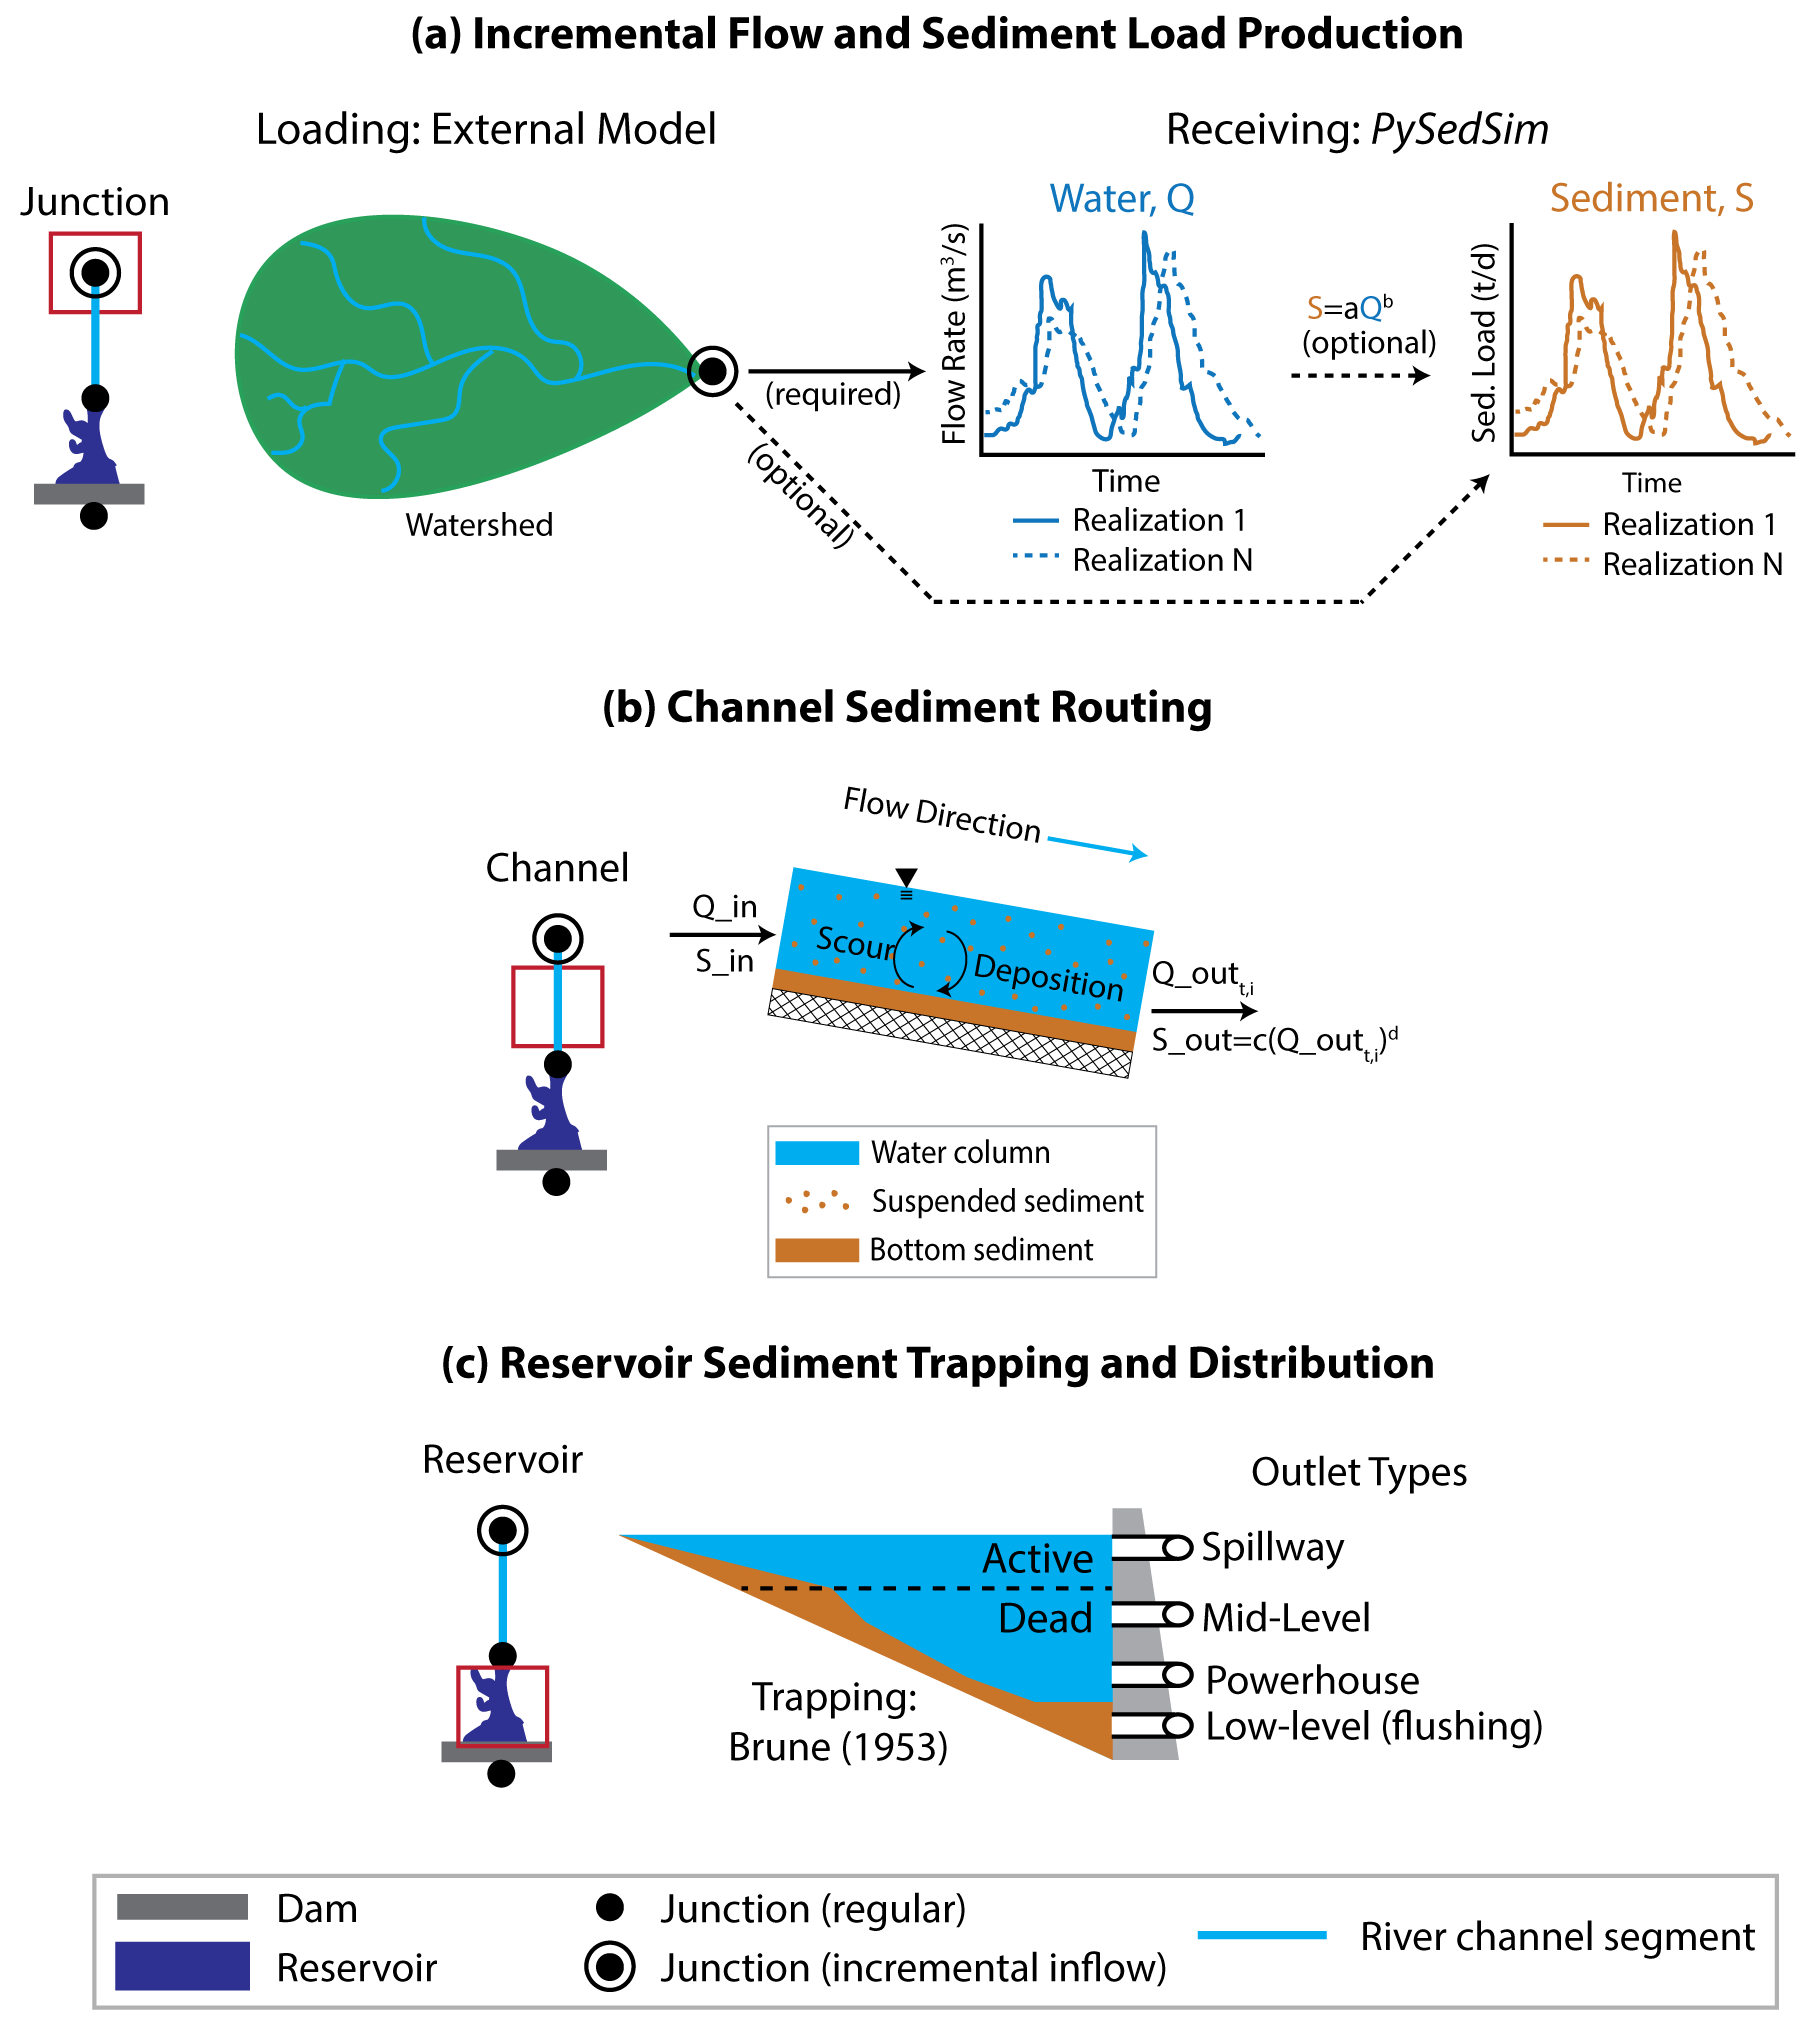 (a) Incremental Flow and Sediment Load Production
Loading: External Model
Receiving: PySedSim
Junction
Watershed
(required)
(optional)
Water, Q
Flow Rate (m³/s)
Time
Realization 1
Realization N
S=aQᵇ
(optional)
Sediment, S
Sed. Load (t/d)
Time
Realization 1
Realization N
(b) Channel Sediment Routing
Channel
Flow Direction
Q_in
S_in
Scour
Deposition
Q_out t,i
S_out=c(Q_out t,i)ᵈ
Water column
Suspended sediment
Bottom sediment
(c) Reservoir Sediment Trapping and Distribution
Reservoir
Outlet Types
Active
Dead
Spillway
Mid-Level
Powerhouse
Low-level (flushing)
Trapping:
Brune (1953)
Dam
Reservoir
Junction (regular)
Junction (incremental inflow)
River channel segment